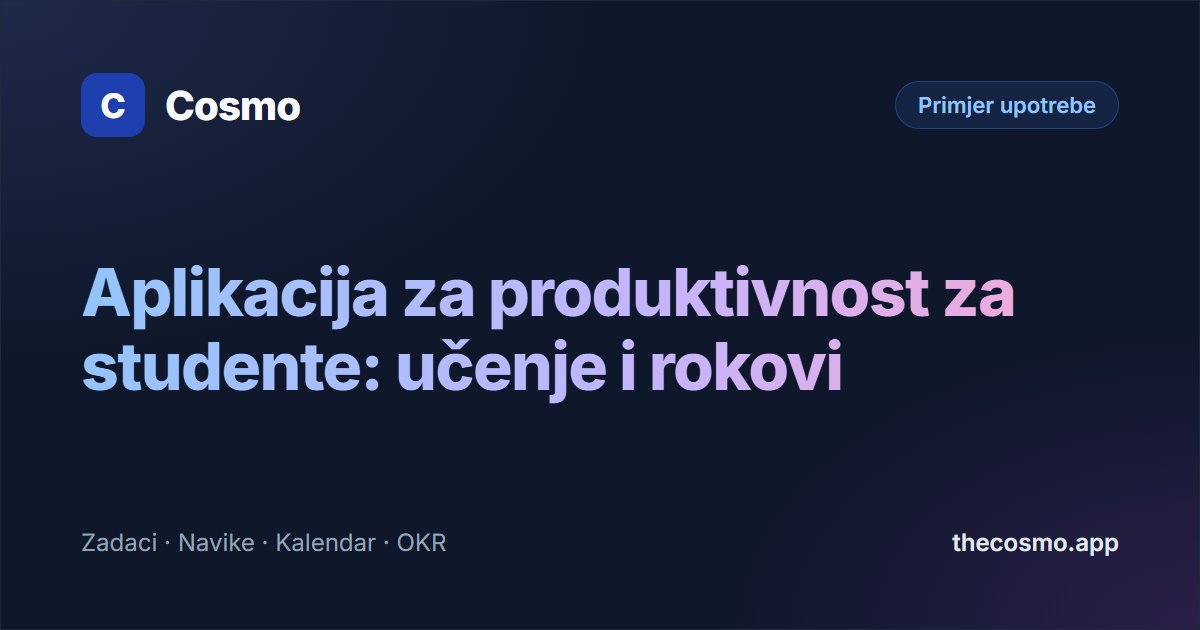 C
Cosmo
Primjer upotrebe
Aplikacija za produktivnost za
studente: učenje i rokovi
Zadaci · Navike · Kalendar · OKR
thecosmo.app